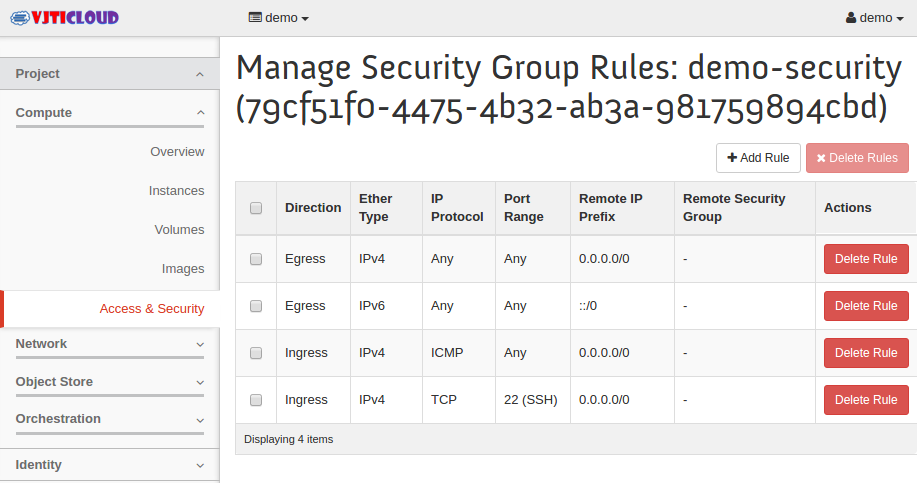 VJTICLOUD
demo
demo
Project
Compute
Overview
Instances
Volumes
Images
Access & Security
Network
Object Store
Orchestration
Identity
Manage Security Group Rules: demo-security
(79cf51f0-4475-4b32-ab3a-981759894cbd)
Add Rule
Delete Rules
Direction
Ether
Type
IP
Protocol
Port
Range
Remote IP
Prefix
Remote Security
Group
Actions
Egress IPv4 Any Any 0.0.0.0/0 - Delete Rule
Egress IPv6 Any Any ::/0 - Delete Rule
Ingress IPv4 ICMP Any 0.0.0.0/0 - Delete Rule
Ingress IPv4 TCP 22 (SSH) 0.0.0.0/0 - Delete Rule
Displaying 4 items